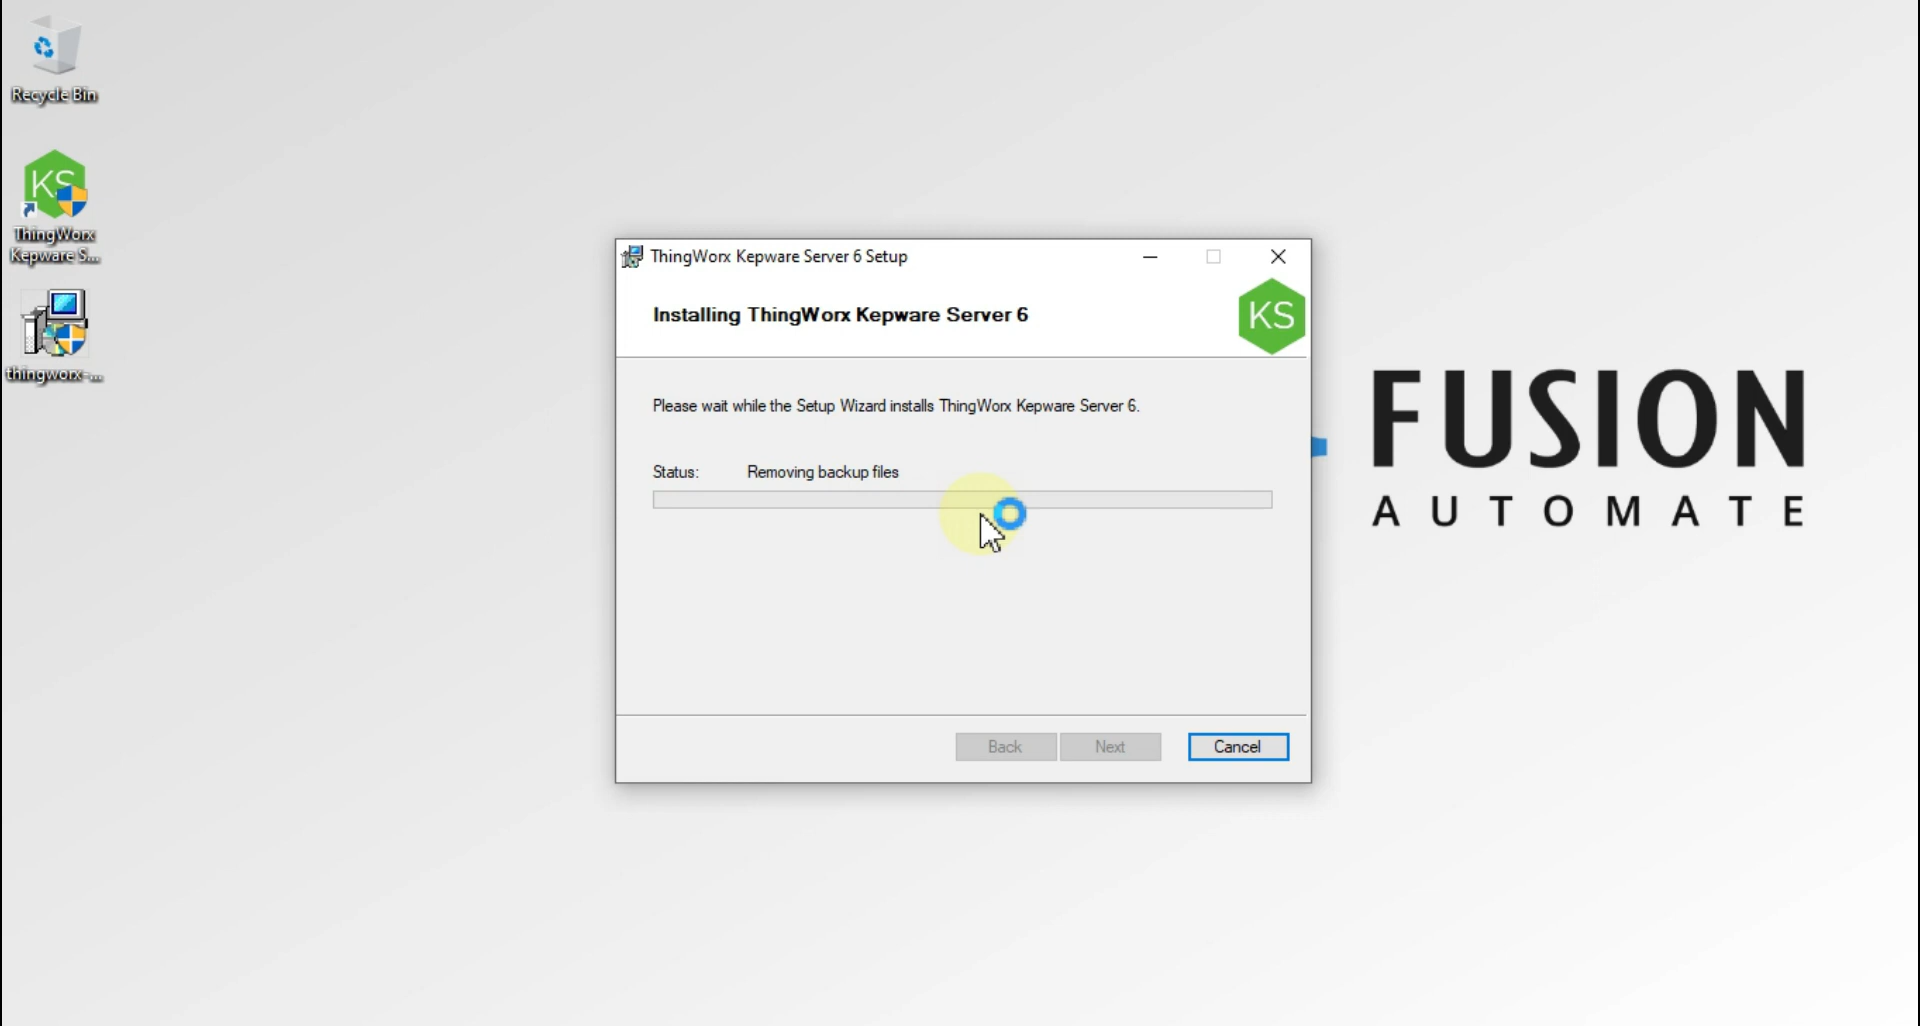 Recycle Bin
KS
ThingWorx
Kepware S...
thingworx-...
ThingWorx Kepware Server 6 Setup
Installing ThingWorx Kepware Server 6
KS
Please wait while the Setup Wizard installs ThingWorx Kepware Server 6.
Status: Removing backup files
Back Next Cancel
FUSION
AUTOMATE